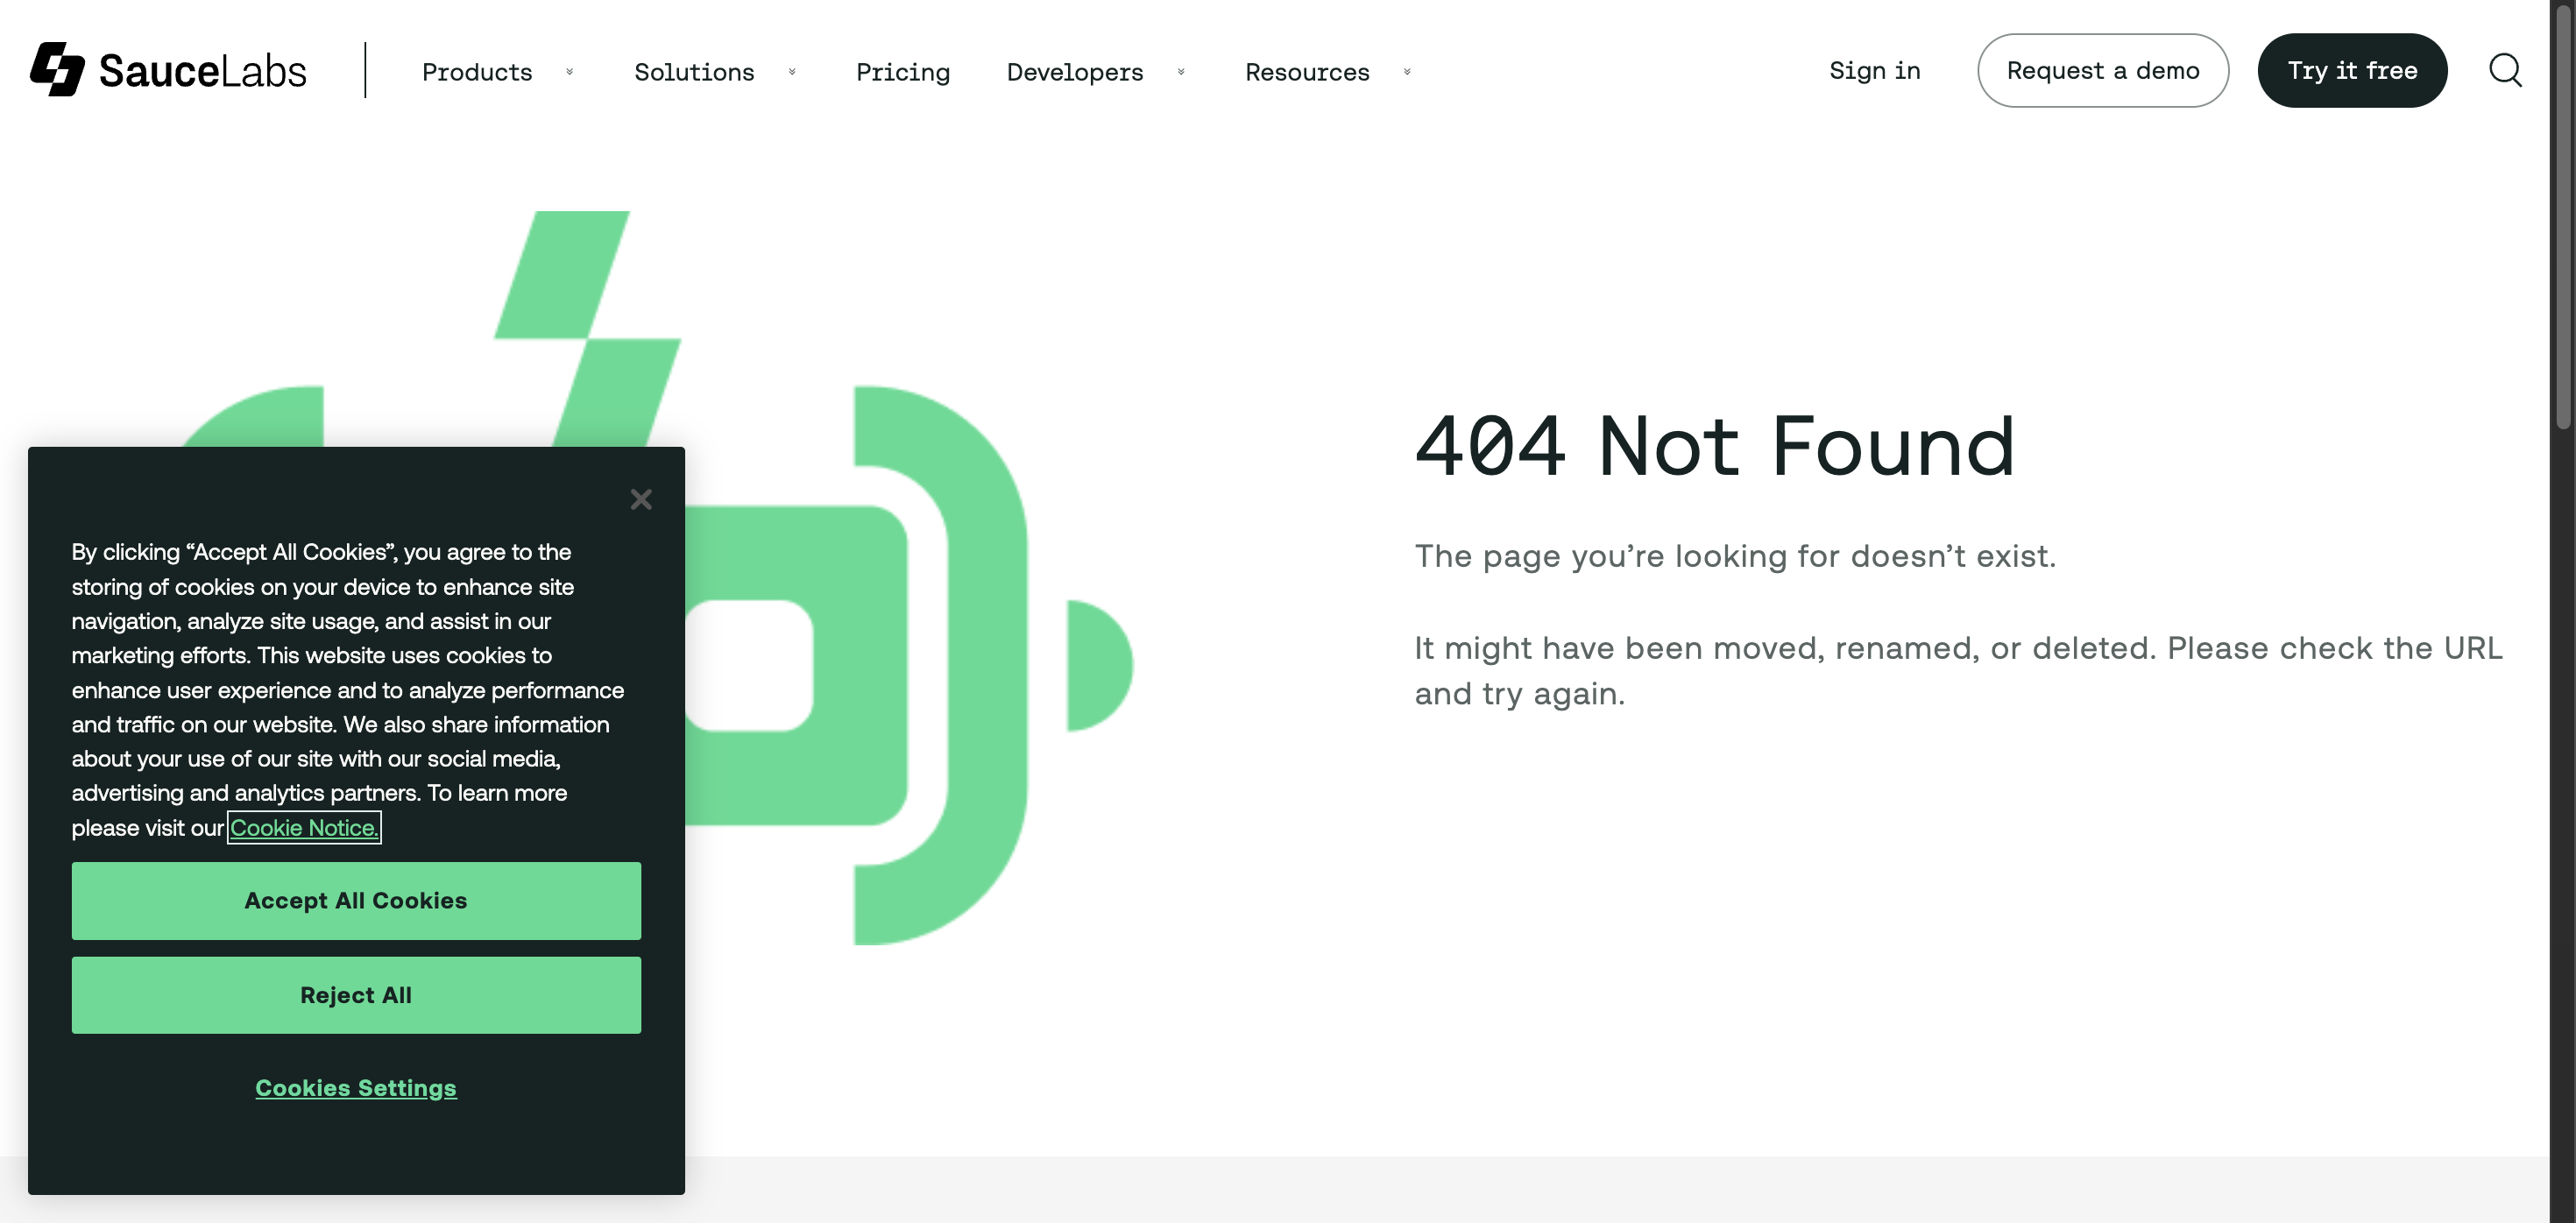 SauceLabs
Products
Solutions
Pricing
Developers
Resources
Sign in
Request a demo
Try it free
404 Not Found
The page you’re looking for doesn’t exist.
It might have been moved, renamed, or deleted. Please check the URL
and try again.
By clicking “Accept All Cookies”, you agree to the
storing of cookies on your device to enhance site
navigation, analyze site usage, and assist in our
marketing efforts. This website uses cookies to
enhance user experience and to analyze performance
and traffic on our website. We also share information
about your use of our site with our social media,
advertising and analytics partners. To learn more
please visit our Cookie Notice.
Accept All Cookies
Reject All
Cookies Settings